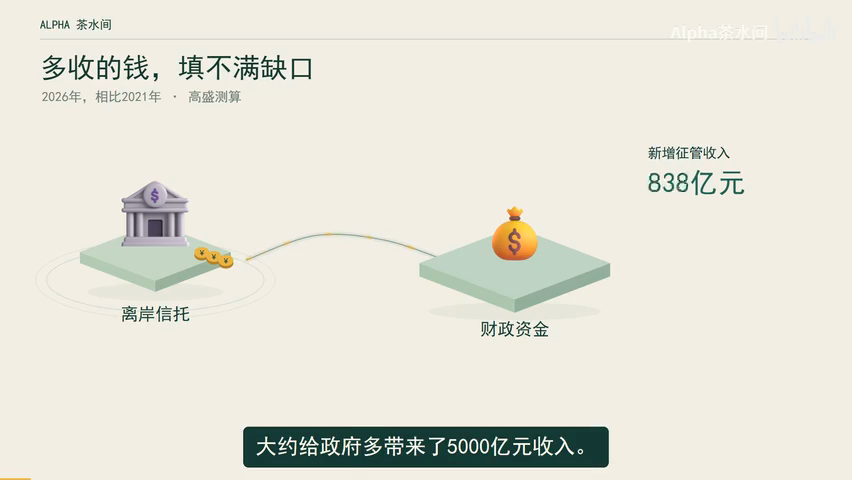 ALPHA 茶水间
Alpha茶水间
多收的钱，填不满缺口
2026年，相比2021年 · 高盛测算
新增征管收入
838亿元
离岸信托
财政资金
大约给政府多带来了5000亿元收入。